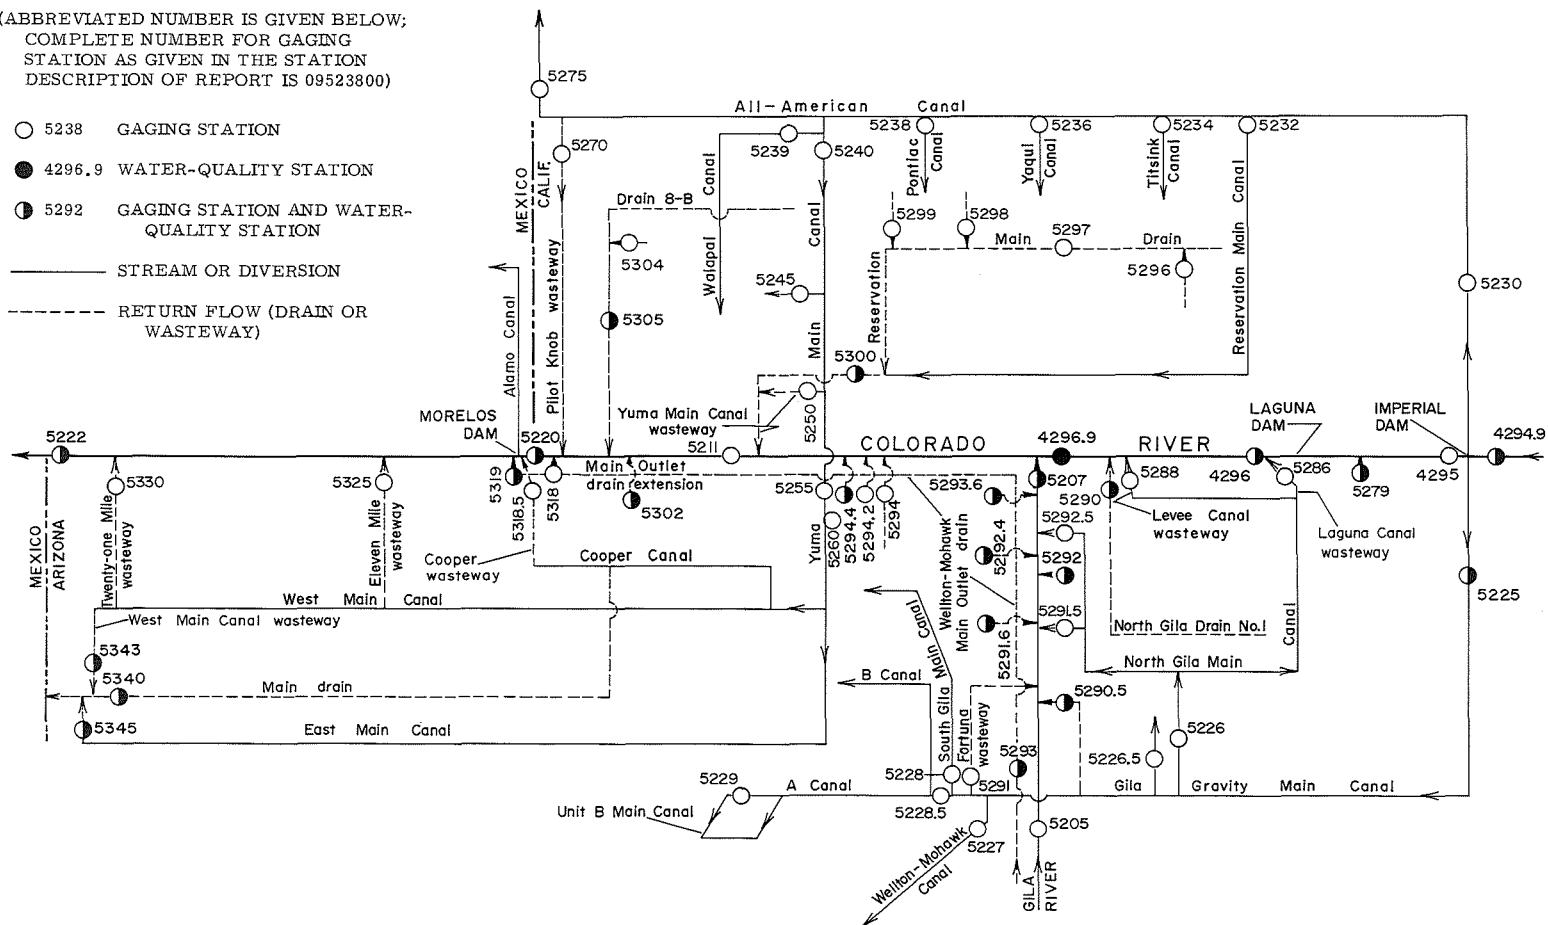 (ABBREVIATED NUMBER IS GIVEN BELOW;
COMPLETE NUMBER FOR GAGING
STATION AS GIVEN IN THE STATION
DESCRIPTION OF REPORT IS 09523800)
5238 GAGING STATION
4296.9 WATER-QUALITY STATION
5292 GAGING STATION AND WATER-
QUALITY STATION
STREAM OR DIVERSION
RETURN FLOW (DRAIN OR
WASTEWAY)
5275
All-American Canal
5270
5239
5240
5238
Pontiac
Canal
5236
Yaqui
Canal
5234
Titsink
Canal
5232
MEXICO
CALIF.
Drain 8-B
5304
5305
Walapai Canal
Main Canal
5245
5299
5298
Main 5297 Drain
5296
Reservation
Reservation Main Canal
5230
Alamo Canal
Pilot Knob wasteway
5300
5250
Yuma Main Canal
wasteway
MORELOS
DAM
5222
5220
5211
COLORADO RIVER
4296.9
LAGUNA
DAM
IMPERIAL
DAM
4294.9
5330
5325
5319
5318.5
5318
Main Outlet
drain extension
5302
5255
5260
5294.4
5294.2
5294
5293.6
5207
5290
5288
4296
5286
5279
4295
Levee Canal
wasteway
Laguna Canal
wasteway
MEXICO
ARIZONA
Twenty-one Mile
wasteway
Eleven Mile
wasteway
Cooper
wasteway
Cooper Canal
Yuma
5292.5
5292.4
5292
5225
West Main Canal
West Main Canal wasteway
South Gila Main Canal
Wellton-Mohawk
Main Outlet drain
5291.5
5291.6
North Gila Drain No.1
Canal
North Gila Main
5343
5340
Main drain
B Canal
5290.5
5345
East Main Canal
Fortuna
wasteway
5293
5226
5226.5
5229
A Canal
5228
5291
5228.5
Gila Gravity Main Canal
Unit B Main Canal
5227
5205
Wellton-Mohawk
Canal
GILA
RIVER